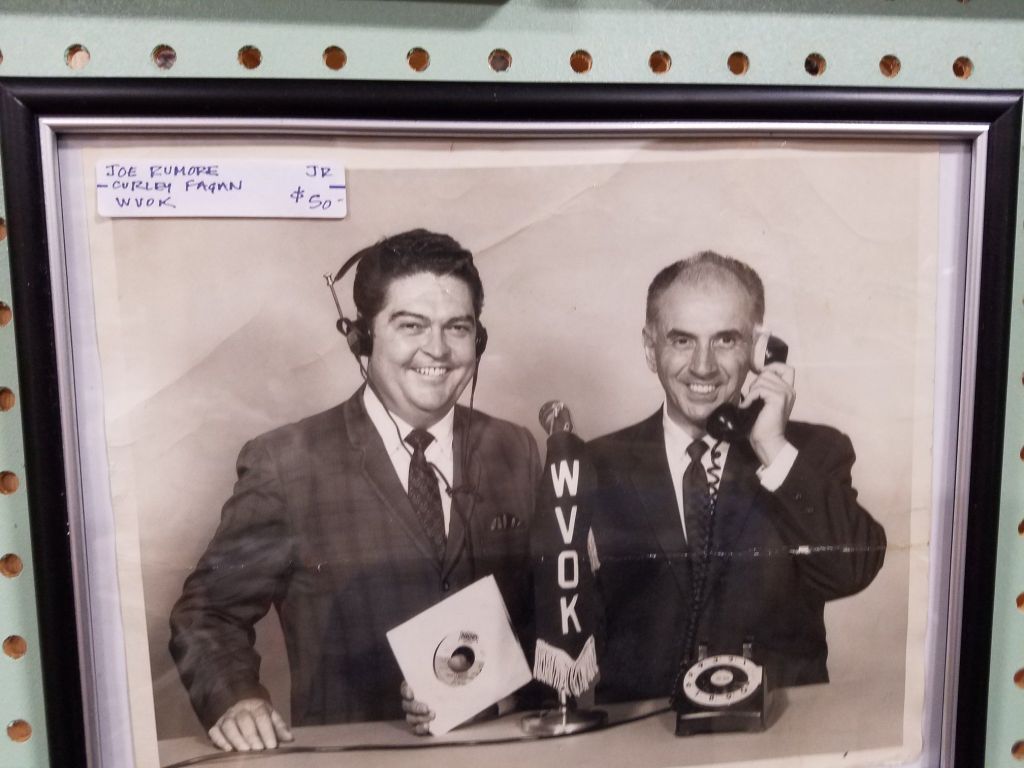 JOE RUMORE JR
- CURLEY FAGAN -
WVOK $50-
WVOK